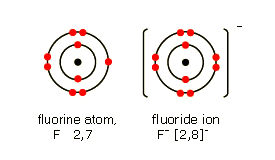 fluorine atom,
F 2,7
fluoride ion
F⁻ [2,8]⁻